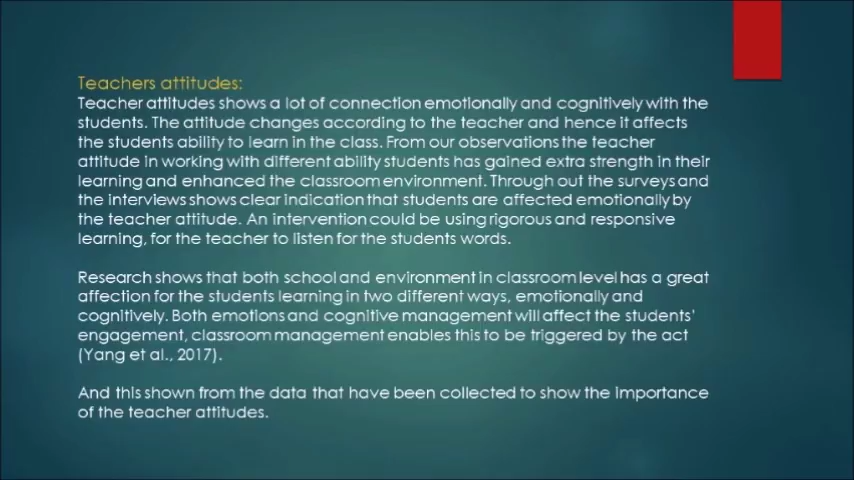 Teachers attitudes:
Teacher attitudes shows a lot of connection emotionally and cognitively with the
students. The attitude changes according to the teacher and hence it affects
the students ability to learn in the class. From our observations the teacher
attitude in working with different ability students has gained extra strength in their
learning and enhanced the classroom environment. Through out the surveys and
the interviews shows clear indication that students are affected emotionally by
the teacher attitude. An intervention could be using rigorous and responsive
learning, for the teacher to listen for the students words.
Research shows that both school and environment in classroom level has a great
affection for the students learning in two different ways, emotionally and
cognitively. Both emotions and cognitive management will affect the students’
engagement, classroom management enables this to be triggered by the act
(Yang et al., 2017).
And this shown from the data that have been collected to show the importance
of the teacher attitudes.